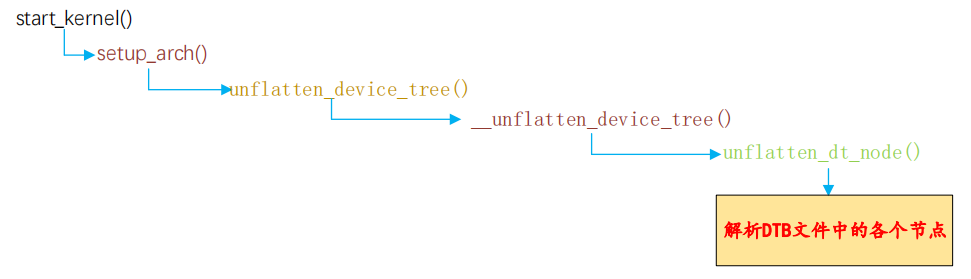 start_kernel()
setup_arch()
unflatten_device_tree()
__unflatten_device_tree()
unflatten_dt_node()
解析DTB文件中的各个节点